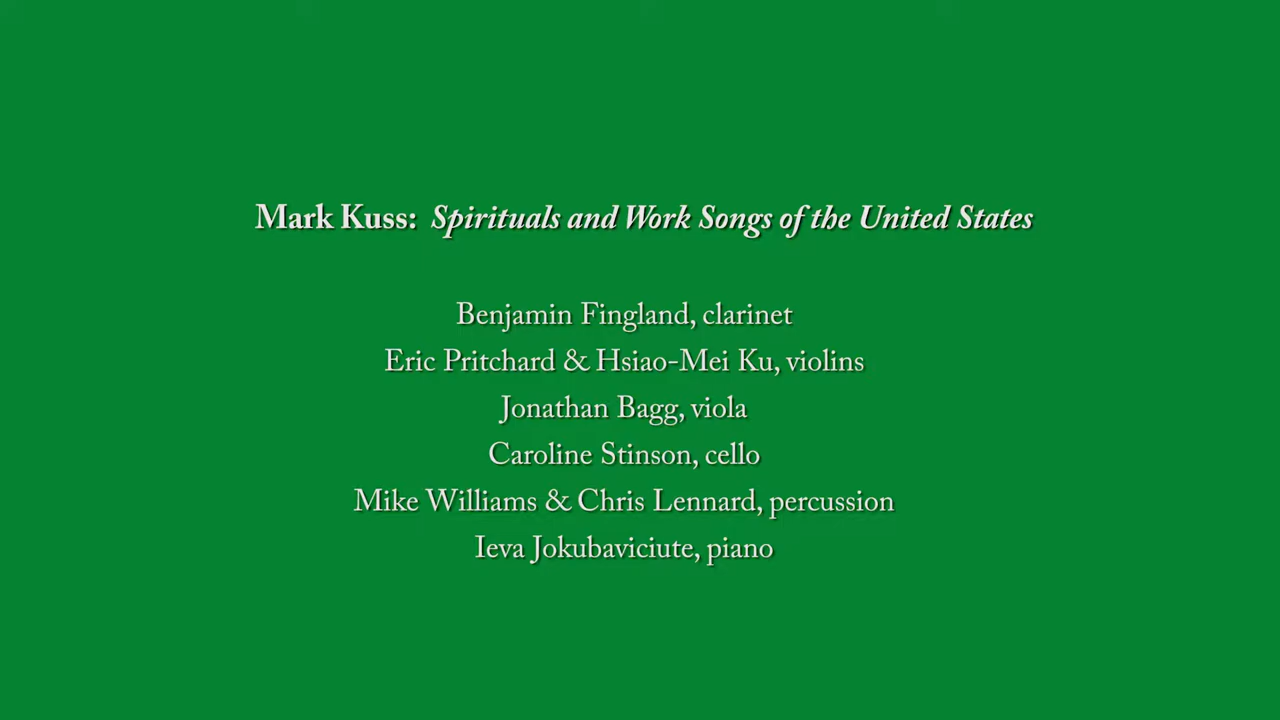 Mark Kuss: Spirituals and Work Songs of the United States
Benjamin Fingland, clarinet
Eric Pritchard & Hsiao-Mei Ku, violins
Jonathan Bagg, viola
Caroline Stinson, cello
Mike Williams & Chris Lennard, percussion
Ieva Jokubaviciute, piano